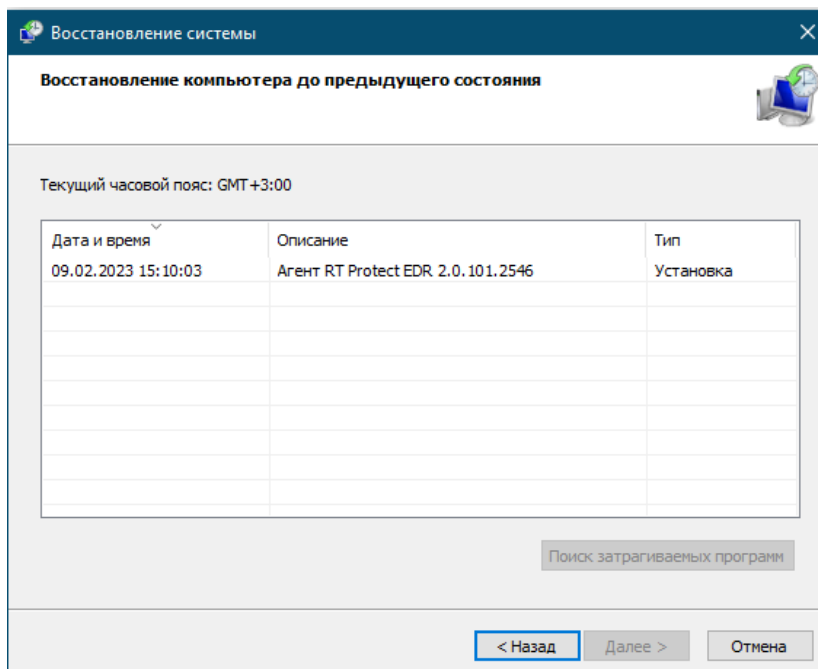 Восстановление системы
Восстановление компьютера до предыдущего состояния
Текущий часовой пояс: GMT+3:00
Дата и время Описание Тип
09.02.2023 15:10:03 Агент RT Protect EDR 2.0.101.2546 Установка
Поиск затрагиваемых программ
< Назад Далее > Отмена